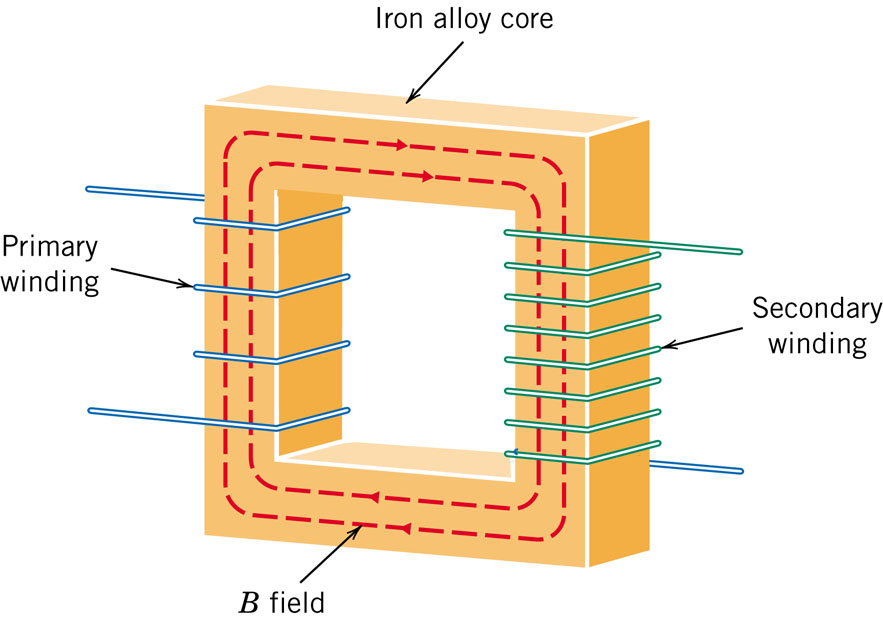 Iron alloy core
Primary
winding
Secondary
winding
B field